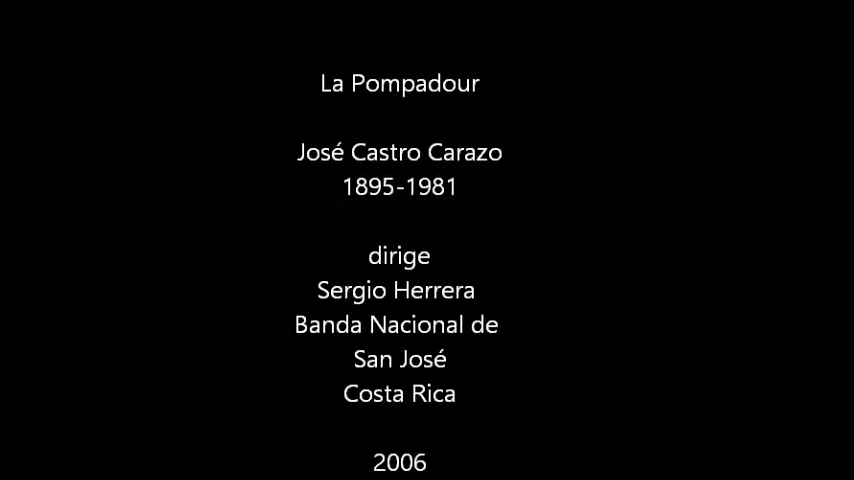 La Pompadour
José Castro Carazo
1895-1981
dirige
Sergio Herrera
Banda Nacional de
San José
Costa Rica
2006